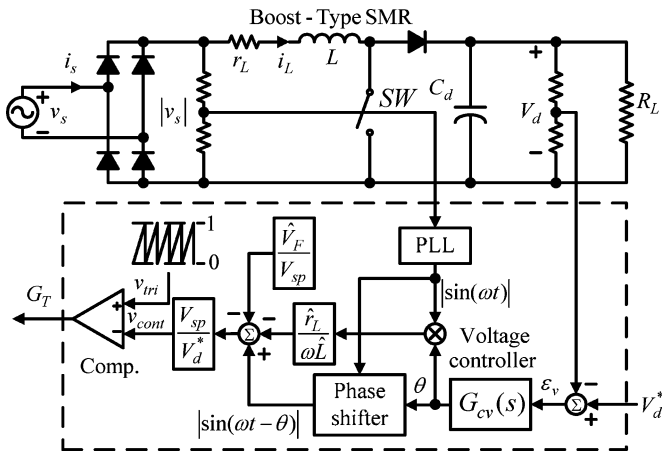 Boost - Type SMR
i_s
r_L
i_L
L
+
v_s
−
|v_s|
SW
C_d
+
V_d
−
R_L
1
0
V̂_F
V_sp
PLL
G_T
v_tri
v_cont
+
−
Comp.
V_sp
V_d^*
−
−
Σ
+
r̂_L
ωL̂
|sin(ωt)|
Voltage
controller
|sin(ωt − θ)|
Phase
shifter
θ
G_cv(s)
ε_v
−
Σ
+
V_d^*